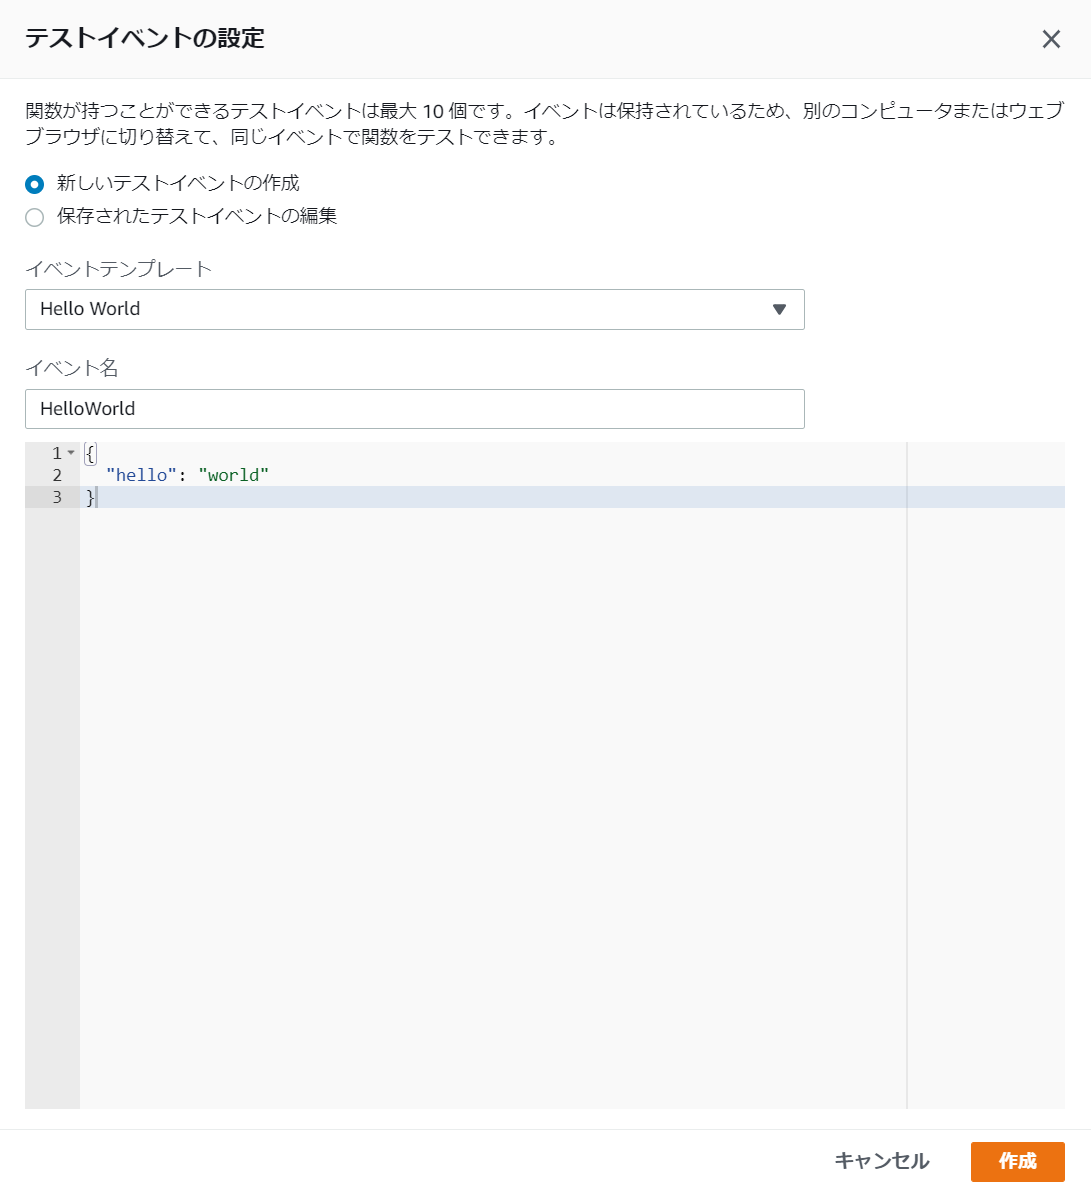 テストイベントの設定
関数が持つことができるテストイベントは最大 10 個です。イベントは保持されているため、別のコンピュータまたはウェブ
ブラウザに切り替えて、同じイベントで関数をテストできます。
新しいテストイベントの作成
保存されたテストイベントの編集
イベントテンプレート
Hello World
イベント名
HelloWorld
1 {
2 "hello": "world"
3 }
キャンセル 作成